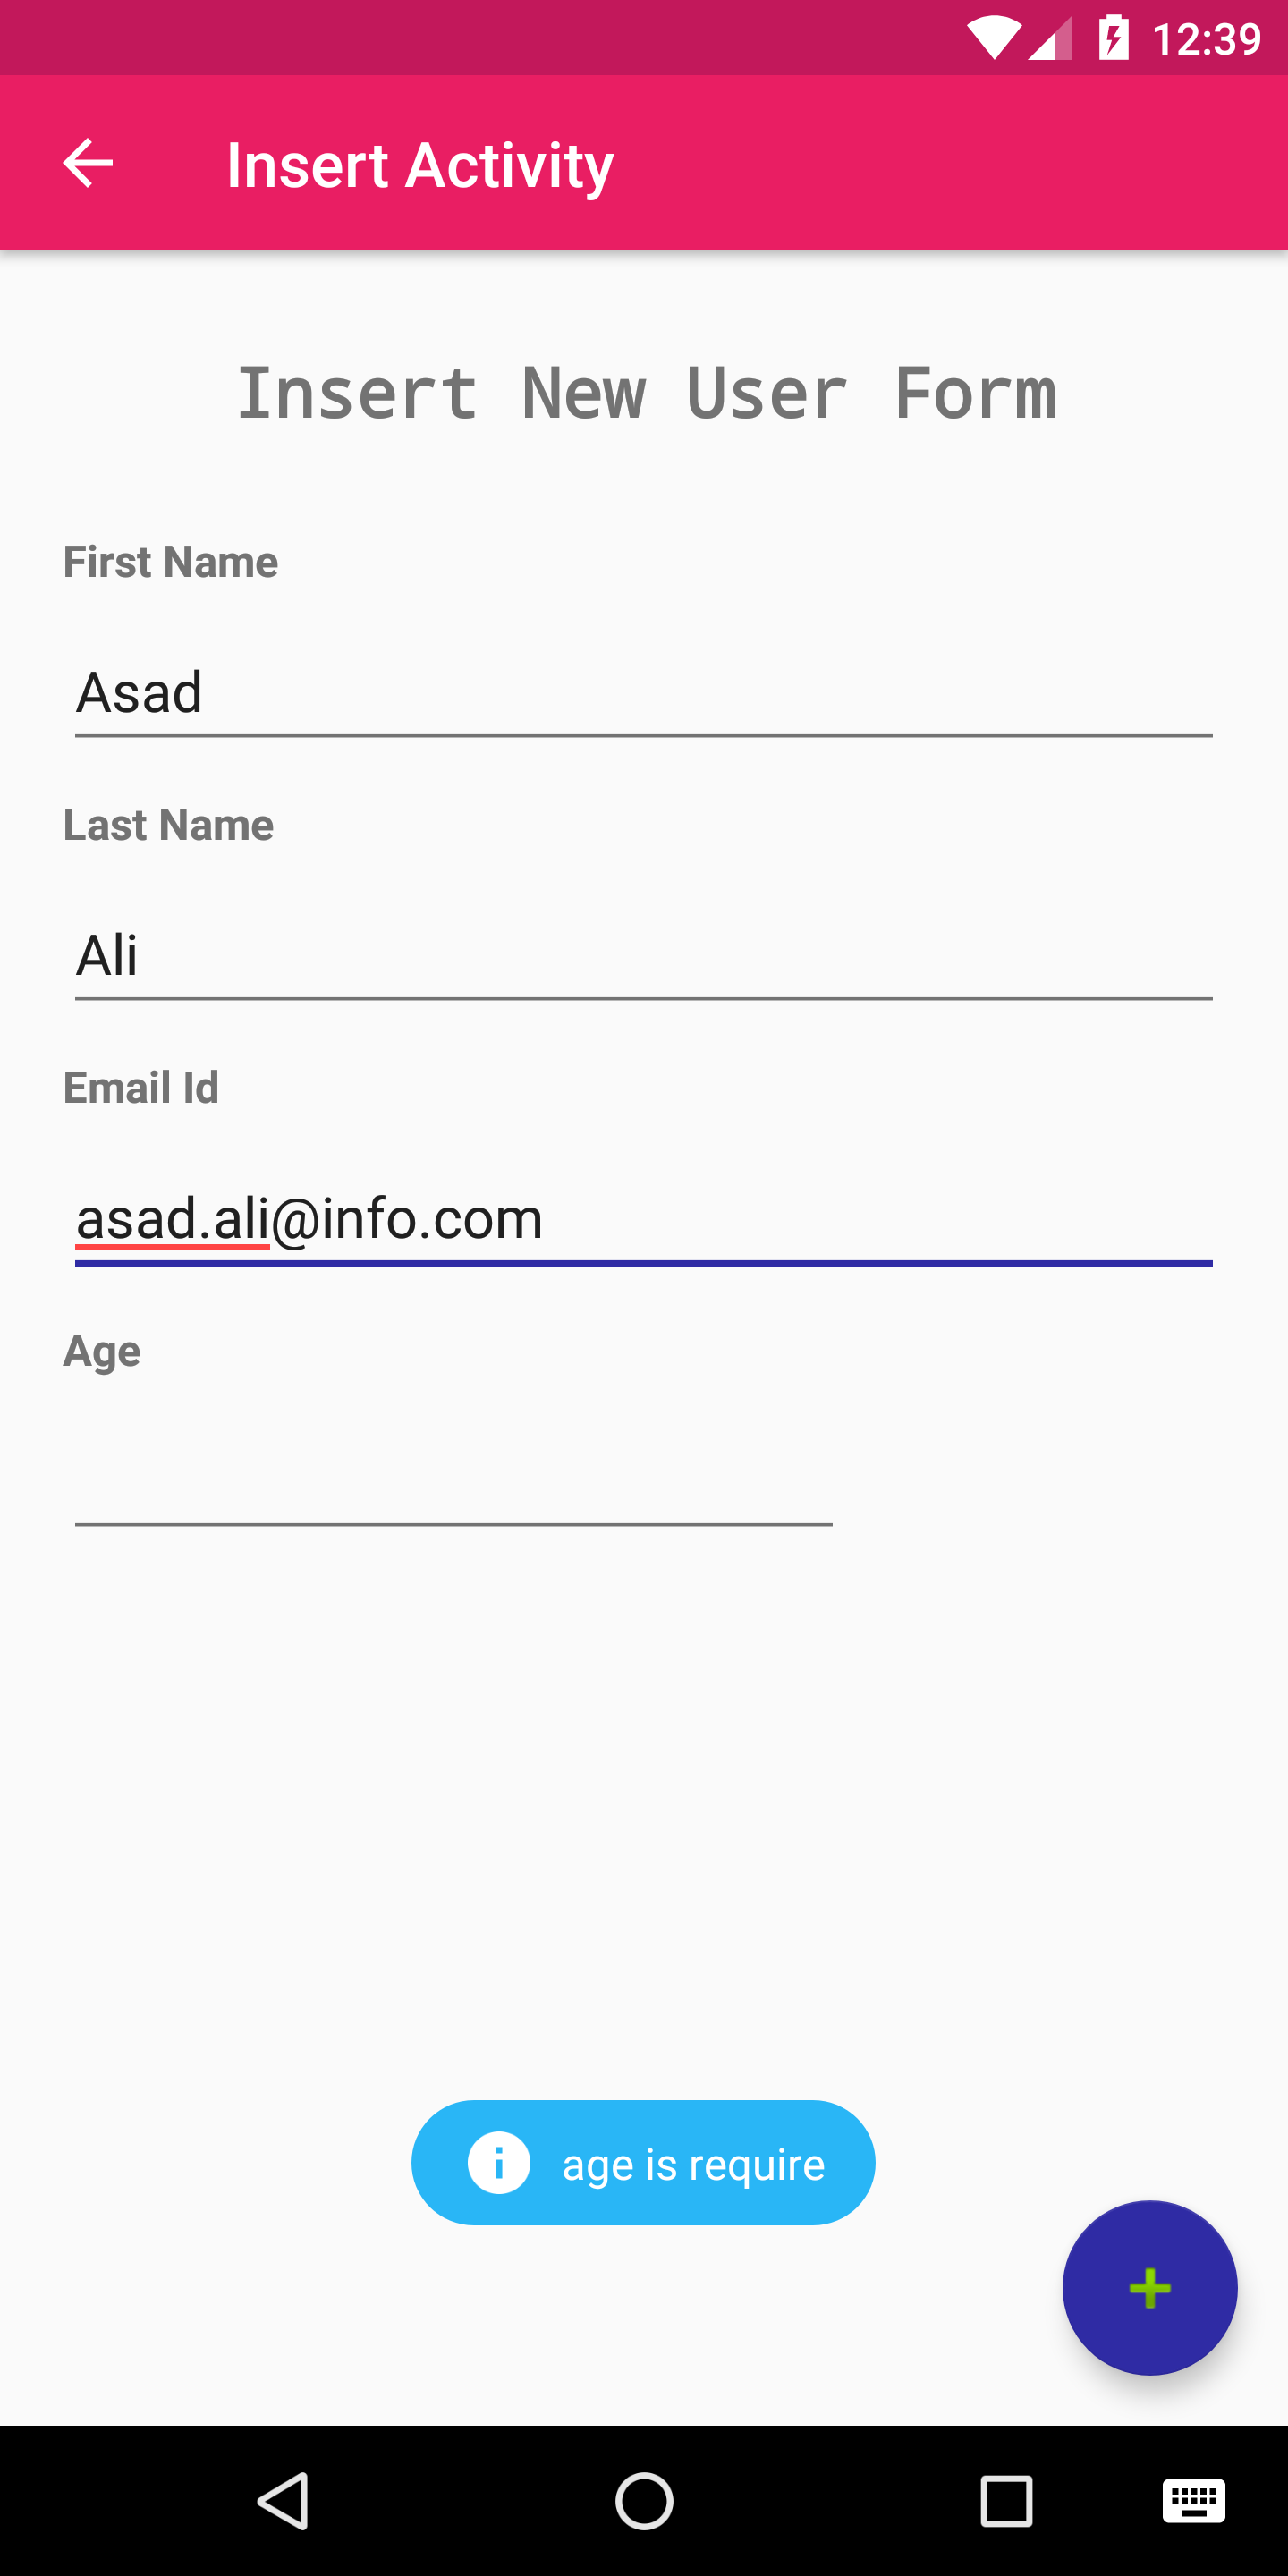 12:39
Insert Activity
Insert New User Form
First Name
Asad
Last Name
Ali
Email Id
asad.ali@info.com
Age
age is require